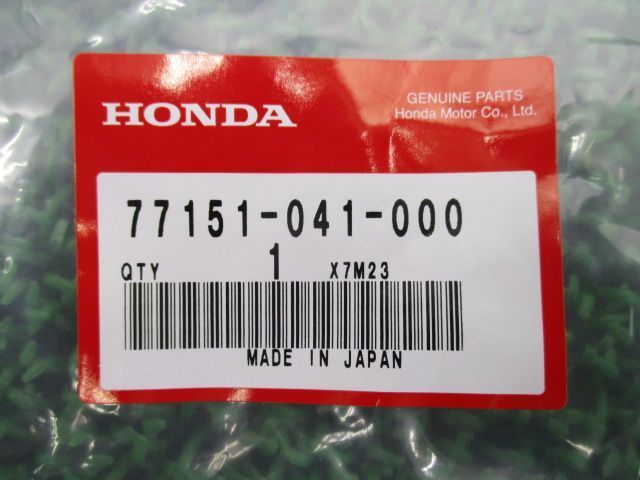 HONDA
GENUINE PARTS
Honda Motor Co., Ltd.
77151-041-000
QTY 1 X7M23
MADE IN JAPAN